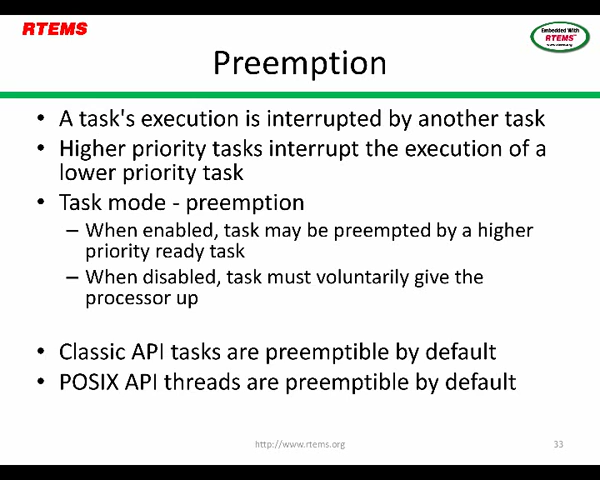 RTEMS
Embedded With
RTEMS
Preemption
• A task's execution is interrupted by another task
• Higher priority tasks interrupt the execution of a
lower priority task
• Task mode - preemption
– When enabled, task may be preempted by a higher
priority ready task
– When disabled, task must voluntarily give the
processor up
• Classic API tasks are preemptible by default
• POSIX API threads are preemptible by default
http://www.rtems.org
33